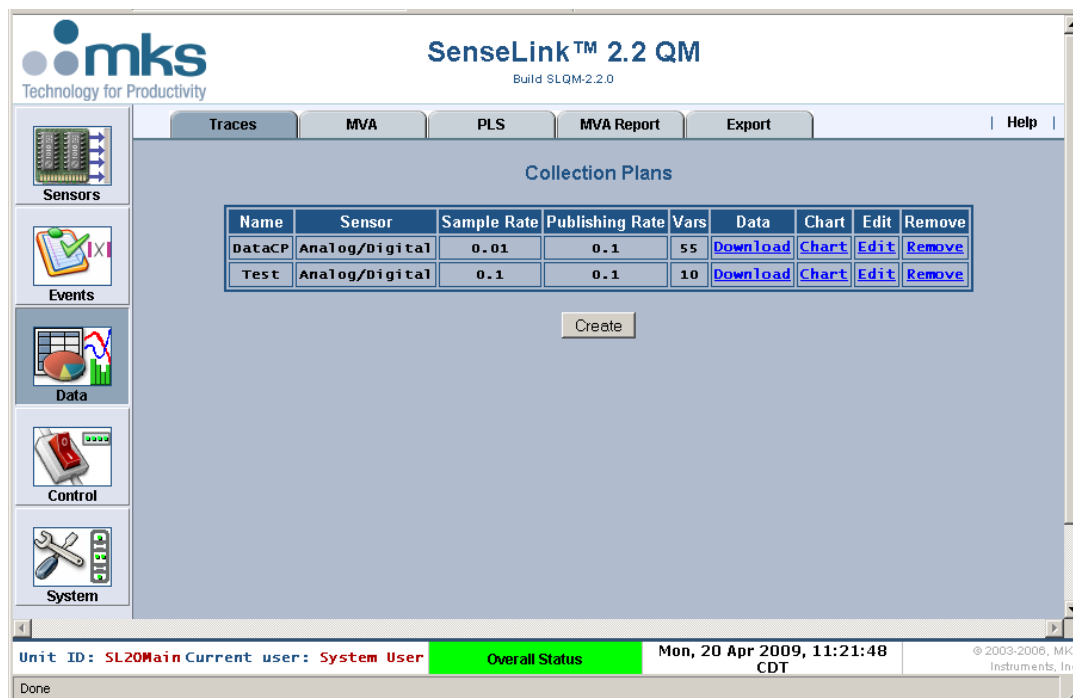 mks
Technology for Productivity
SenseLink™ 2.2 QM
Build SLQM-2.2.0
Traces MVA PLS MVA Report Export | Help |
Sensors
Events
Data
Control
System
Collection Plans
Name Sensor Sample Rate Publishing Rate Vars Data Chart Edit Remove
DataCP Analog/Digital 0.01 0.1 55 Download Chart Edit Remove
Test Analog/Digital 0.1 0.1 10 Download Chart Edit Remove
Create
Unit ID: SL20Main Current user: System User Overall Status Mon, 20 Apr 2009, 11:21:48
CDT
© 2003-2006, MK
Instruments, In
Done